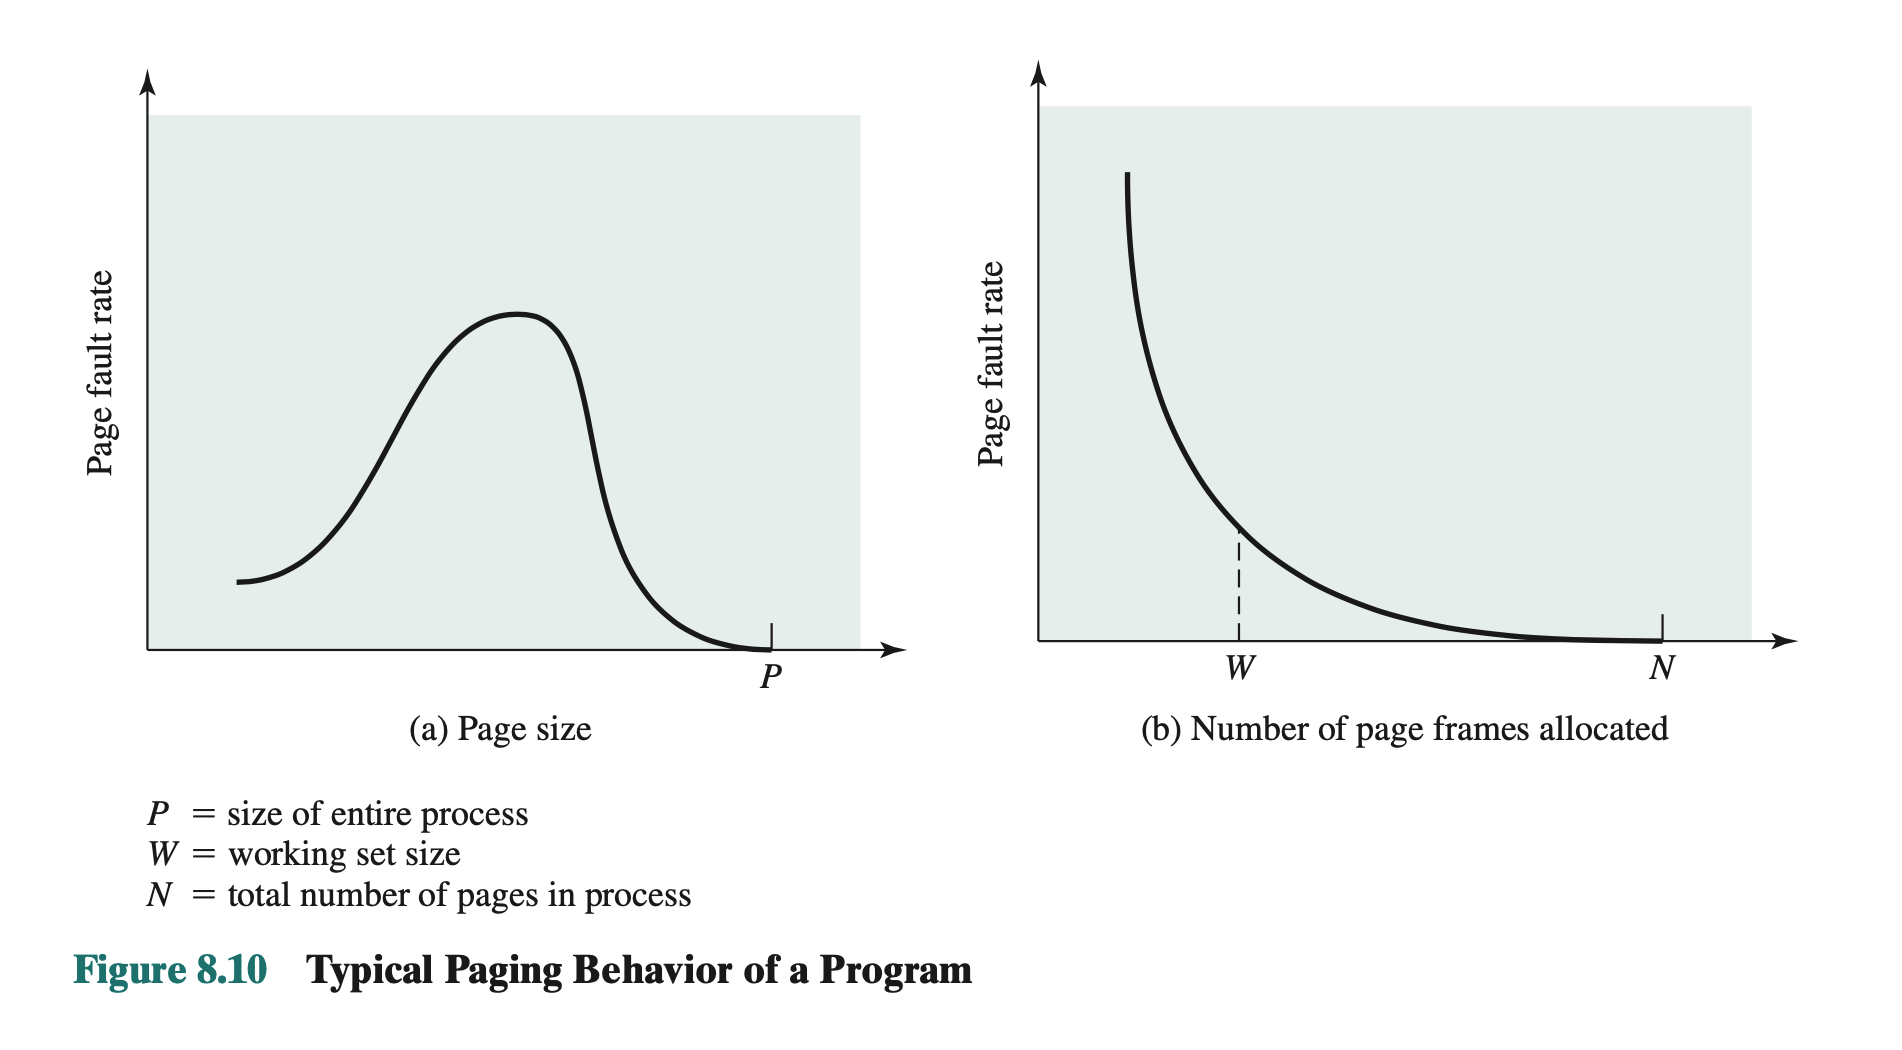 Page fault rate
P
(a) Page size
Page fault rate
W
N
(b) Number of page frames allocated
P = size of entire process
W = working set size
N = total number of pages in process
Figure 8.10 Typical Paging Behavior of a Program